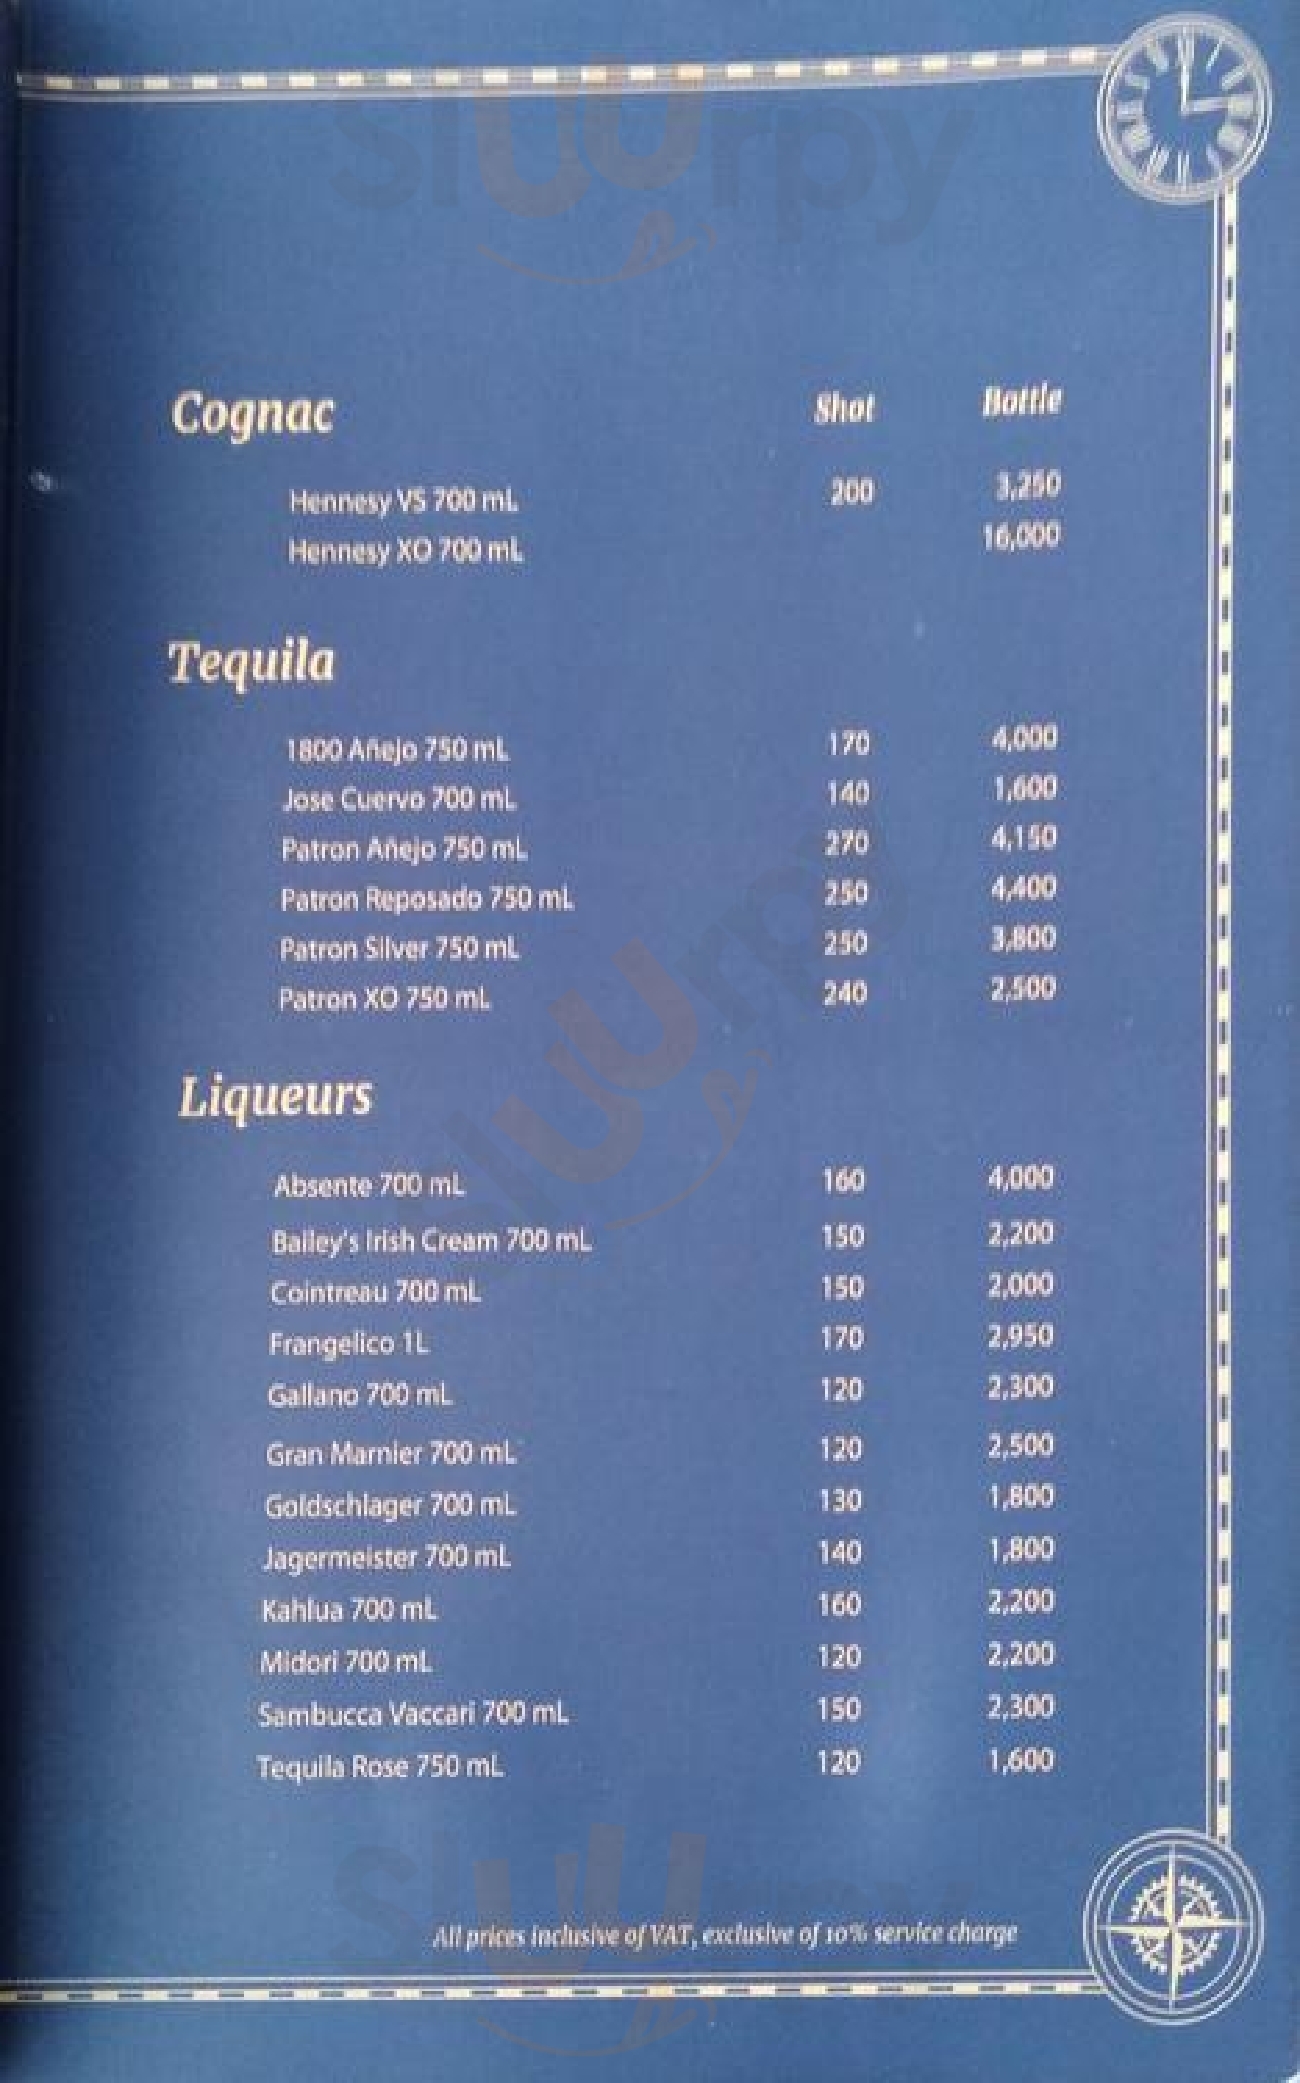 sluurpy
Cognac Shot Bottle
Hennesy VS 700 mL 200 3,250
Hennesy XO 700 mL 16,000
Tequila
1800 Añejo 750 mL 170 4,000
Jose Cuervo 700 mL 140 1,600
Patron Añejo 750 mL 270 4,150
Patron Reposado 750 mL 250 4,400
Patron Silver 750 mL 250 3,800
Patron XO 750 mL 240 2,500
sluurpy
Liqueurs
Absente 700 mL 160 4,000
Bailey's Irish Cream 700 mL 150 2,200
Cointreau 700 mL 150 2,000
Frangelico 1L 170 2,950
Galiano 700 mL 120 2,300
Gran Marnier 700 mL 120 2,500
Goldschlager 700 mL 130 1,800
Jagermeister 700 mL 140 1,800
Kahlua 700 mL 160 2,200
Midori 700 mL 120 2,200
Sambucca Vaccari 700 mL 150 2,300
Tequila Rose 750 mL 120 1,600
sluurpy
All prices inclusive of VAT, exclusive of 10% service charge